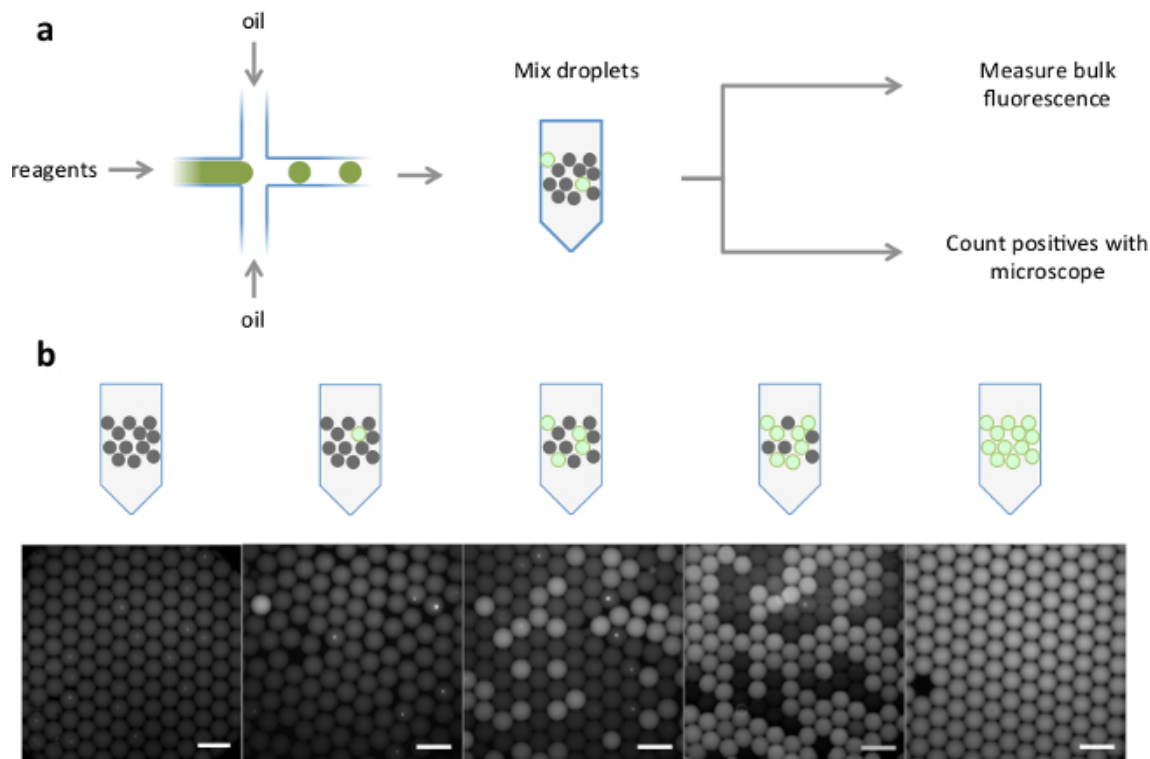 a
oil
Mix droplets
Measure bulk
fluorescence
reagents
Count positives with
microscope
oil
b